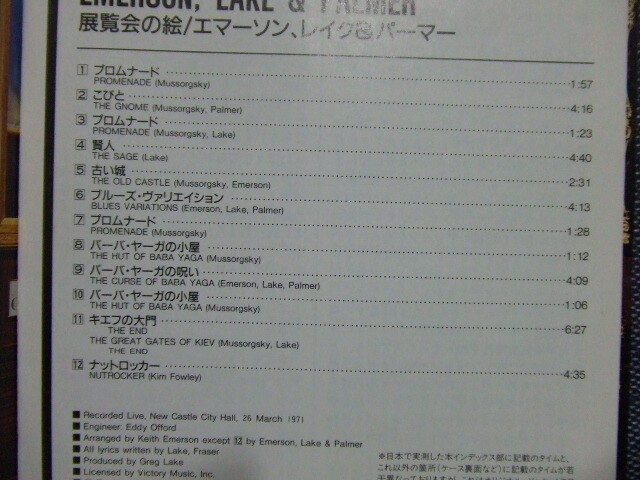 EMERSON, LAKE & PALMER
展覧会の絵/エマーソン、レイク&パーマー
1 プロムナード 1:57
PROMENADE (Mussorgsky)
2 こびと 4:16
THE GNOME (Mussorgsky, Palmer)
3 プロムナード 1:23
PROMENADE (Mussorgsky, Lake)
4 賢人 4:40
THE SAGE (Lake)
5 古い城 2:31
THE OLD CASTLE (Mussorgsky, Emerson)
6 ブルーズ・ヴァリエイション 4:13
BLUES VARIATIONS (Emerson, Lake, Palmer)
7 プロムナード 1:28
PROMENADE (Mussorgsky)
8 バーバ・ヤーガの小屋 1:12
THE HUT OF BABA YAGA (Mussorgsky)
9 バーバ・ヤーガの呪い 4:09
THE CURSE OF BABA YAGA (Emerson, Lake, Palmer)
10 バーバ・ヤーガの小屋 1:06
THE HUT OF BABA YAGA (Mussorgsky)
11 キエフの大門 6:27
THE END
THE GREAT GATES OF KIEV (Mussorgsky, Lake)
THE END
12 ナットロッカー 4:35
NUTROCKER (Kim Fowley)
■ Recorded Live, New Castle City Hall, 26 March 1971
■ Engineer: Eddy Offord
■ Arranged by Keith Emerson except 12 by Emerson, Lake & Palmer
■ All lyrics written by Lake, Fraser
■ Produced by Greg Lake
■ Licensed by Victory Music, Inc.
※日本で実測した本インデックス部に記載のタイムと、
これ以外の箇所(ケース裏面など)に記載のタイムが若